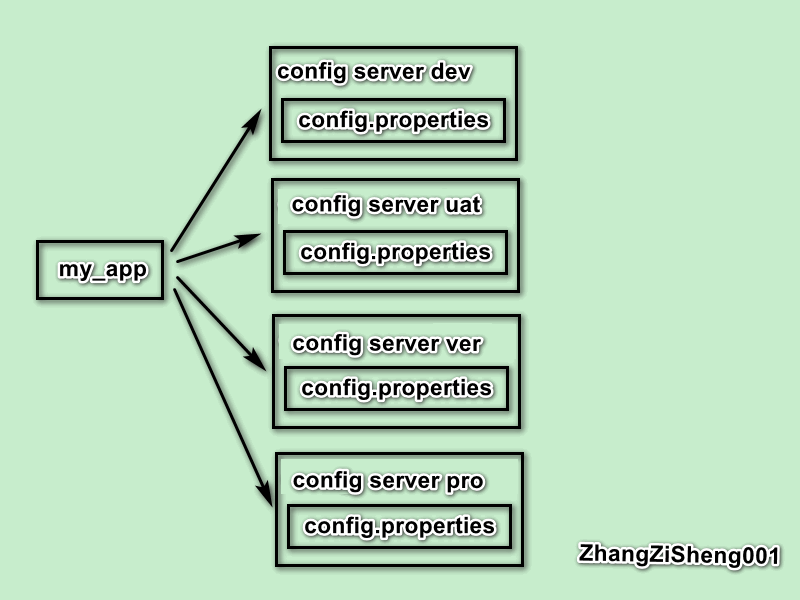 config server dev
config.properties
config server uat
config.properties
my_app
config server ver
config.properties
config server pro
config.properties
ZhangZiSheng001